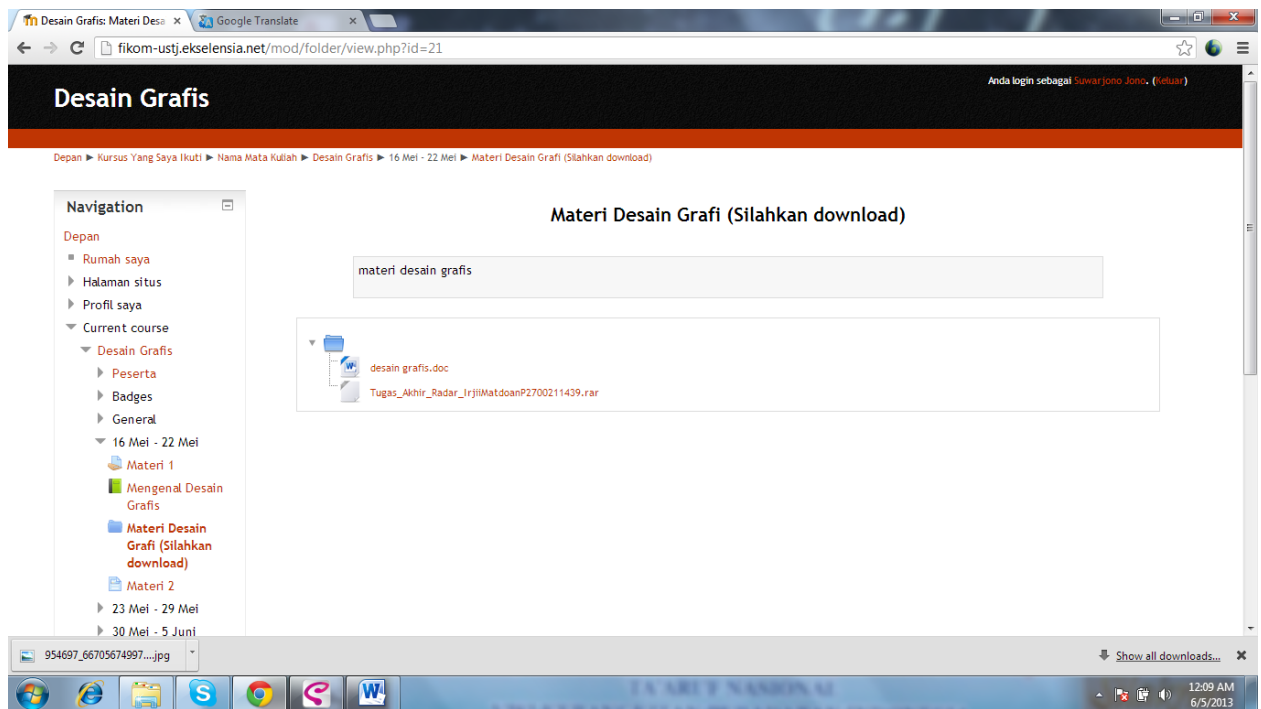 Desain Grafis: Materi Desa
Google Translate
fikom-ustj.ekselensia.net/mod/folder/view.php?id=21
Anda login sebagai Suwarjono Jono. (Keluar)
Desain Grafis
Depan ► Kursus Yang Saya Ikuti ► Nama Mata Kuliah ► Desain Grafis ► 16 Mei - 22 Mei ► Materi Desain Grafi (Silahkan download)
Navigation
Depan
Rumah saya
Halaman situs
Profil saya
Current course
Desain Grafis
Peserta
Badges
General
16 Mei - 22 Mei
Materi 1
Mengenal Desain
Grafis
Materi Desain
Grafi (Silahkan
download)
Materi 2
23 Mei - 29 Mei
30 Mei - 5 Juni
Materi Desain Grafi (Silahkan download)
materi desain grafis
desain grafis.doc
Tugas_Akhir_Radar_IrjiiMatdoanP2700211439.rar
954697_66705674997....jpg
Show all downloads...
12:09 AM
6/5/2013